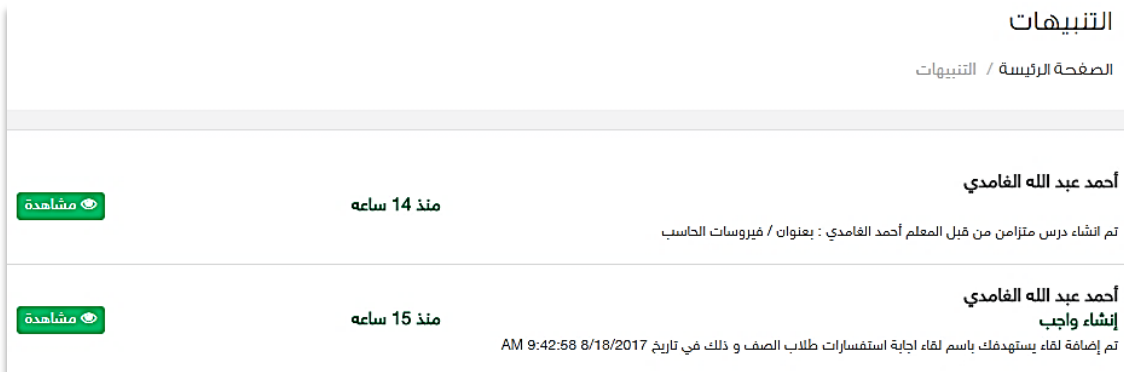 التنبيهات
الصفحة الرئيسة / التنبيهات
أحمد عبد الله الغامدي
منذ 14 ساعه
مشاهدة
تم انشاء درس متزامن من قبل المعلم أحمد الغامدي : بعنوان / فيروسات الحاسب
أحمد عبد الله الغامدي
إنشاء واجب
منذ 15 ساعه
مشاهدة
تم إضافة لقاء يستهدفك باسم لقاء اجابة استفسارات طلاب الصف و ذلك في تاريخ 8/18/2017 9:42:58 AM